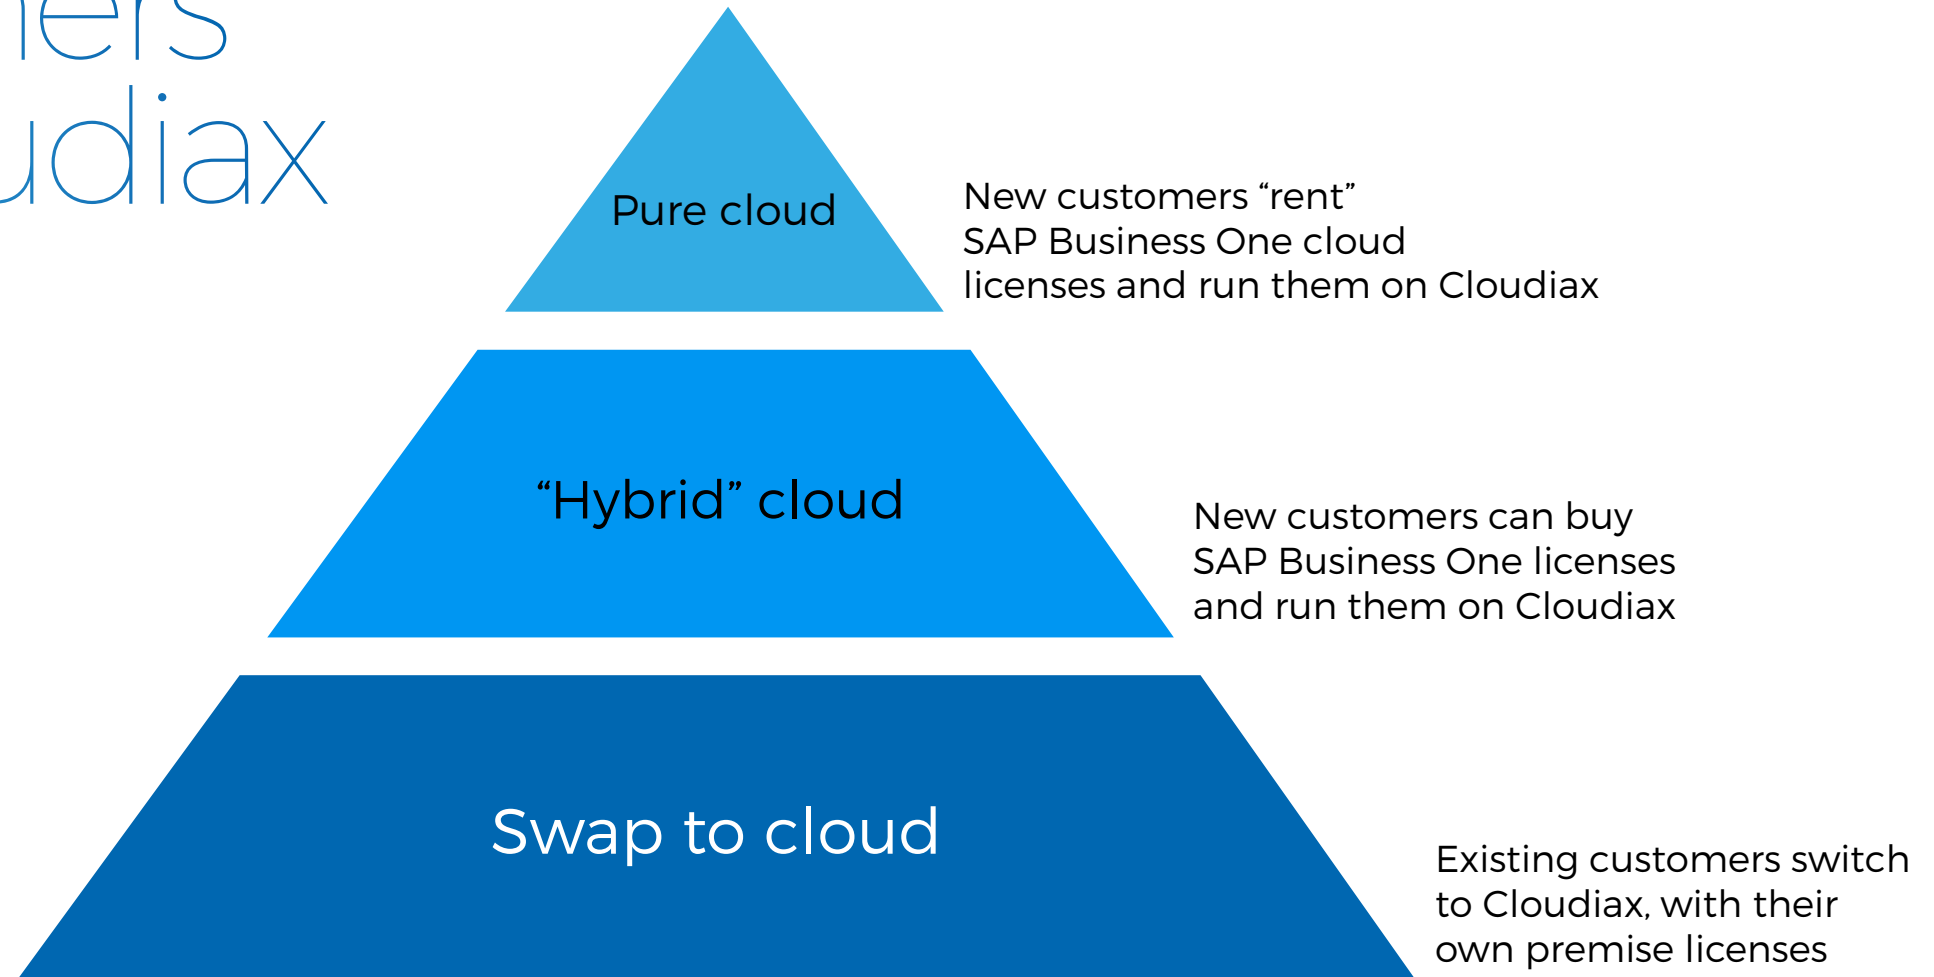 Pure cloud
New customers “rent”
SAP Business One cloud
licenses and run them on Cloudiax
“Hybrid” cloud
New customers can buy
SAP Business One licenses
and run them on Cloudiax
Swap to cloud
Existing customers switch
to Cloudiax, with their
own premise licenses